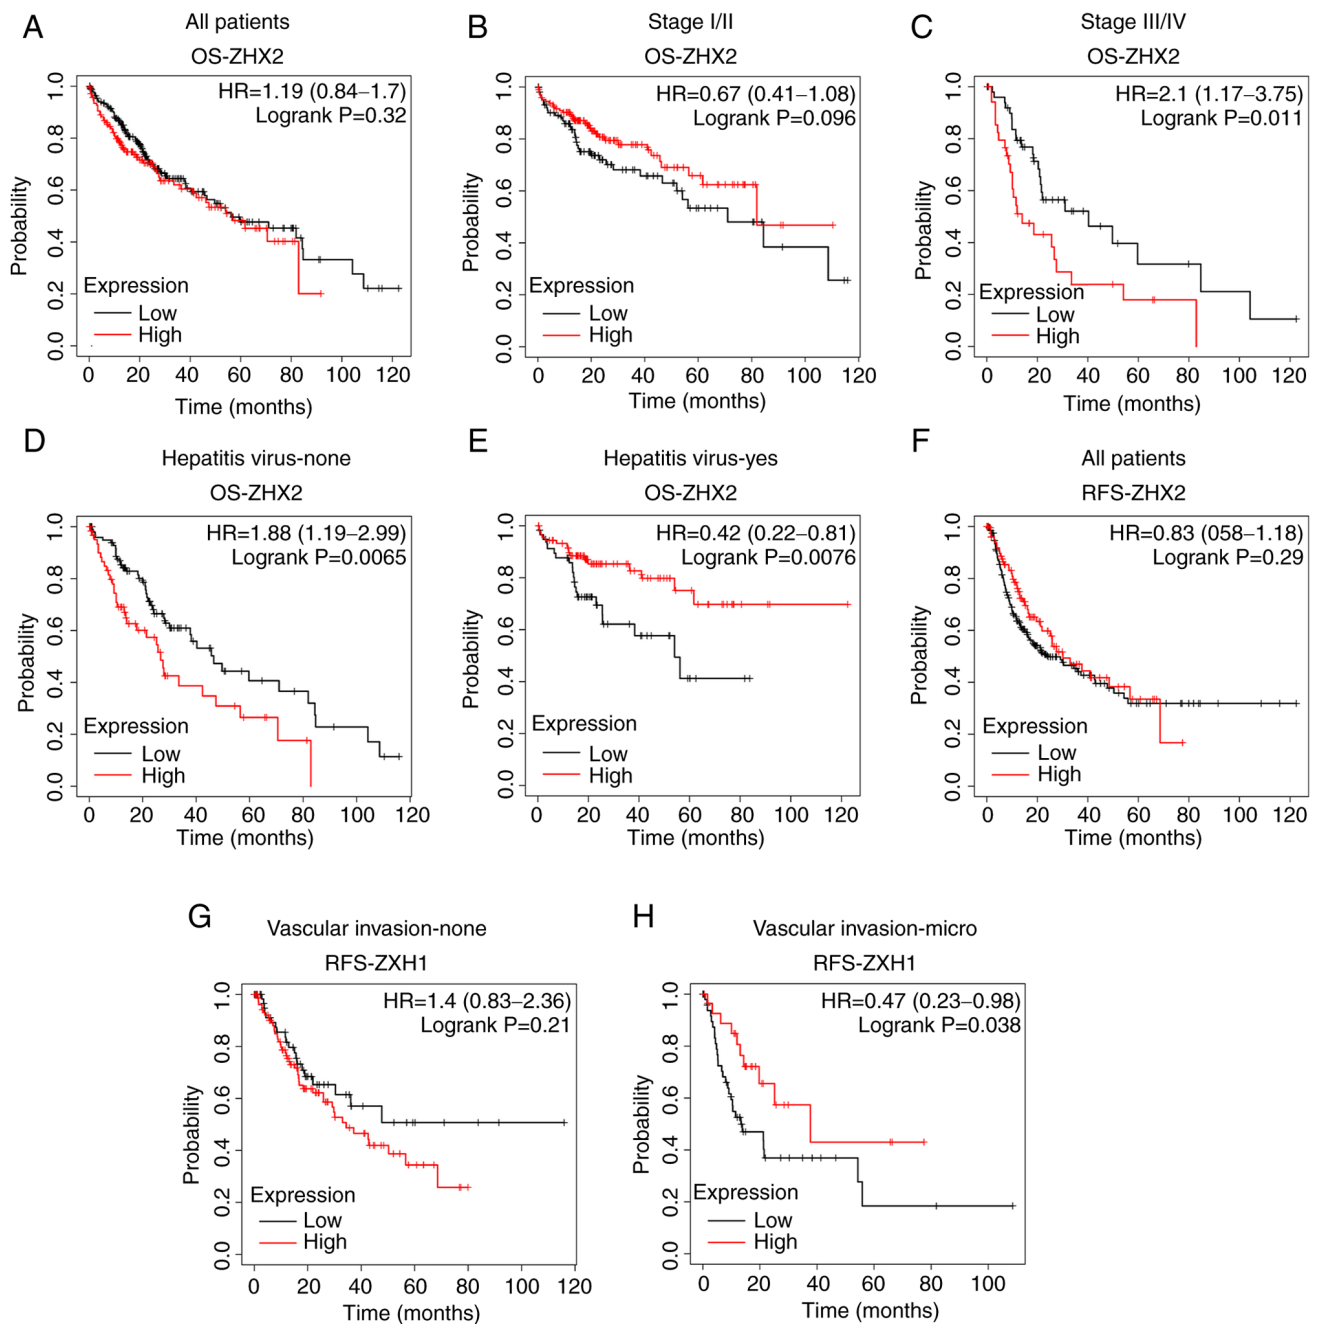 A
All patients
OS-ZHX2
HR=1.19 (0.84–1.7)
Logrank P=0.32
Probability
0.0 0.2 0.4 0.6 0.8 1.0
Expression
Low
High
0 20 40 60 80 100 120
Time (months)
B
Stage I/II
OS-ZHX2
HR=0.67 (0.41–1.08)
Logrank P=0.096
Probability
0.0 0.2 0.4 0.6 0.8 1.0
Expression
Low
High
0 20 40 60 80 100 120
Time (months)
C
Stage III/IV
OS-ZHX2
HR=2.1 (1.17–3.75)
Logrank P=0.011
Probability
0.0 0.2 0.4 0.6 0.8 1.0
Expression
Low
High
0 20 40 60 80 100 120
Time (months)
D
Hepatitis virus-none
OS-ZHX2
HR=1.88 (1.19–2.99)
Logrank P=0.0065
Probability
0.0 0.2 0.4 0.6 0.8 1.0
Expression
Low
High
0 20 40 60 80 100 120
Time (months)
E
Hepatitis virus-yes
OS-ZHX2
HR=0.42 (0.22–0.81)
Logrank P=0.0076
Probability
0.0 0.2 0.4 0.6 0.8 1.0
Expression
Low
High
0 20 40 60 80 100 120
Time (months)
F
All patients
RFS-ZHX2
HR=0.83 (058–1.18)
Logrank P=0.29
Probability
0.0 0.2 0.4 0.6 0.8 1.0
Expression
Low
High
0 20 40 60 80 100 120
Time (months)
G
Vascular invasion-none
RFS-ZXH1
HR=1.4 (0.83–2.36)
Logrank P=0.21
Probability
0.0 0.2 0.4 0.6 0.8 1.0
Expression
Low
High
0 20 40 60 80 100 120
Time (months)
H
Vascular invasion-micro
RFS-ZXH1
HR=0.47 (0.23–0.98)
Logrank P=0.038
Probability
0.0 0.2 0.4 0.6 0.8 1.0
Expression
Low
High
0 20 40 60 80 100
Time (months)